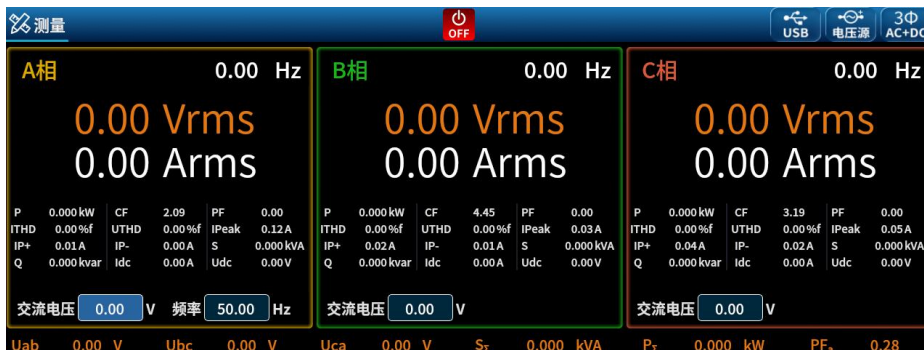 测量 OFF USB 电压源 3Φ AC+DC
A相 0.00 Hz
0.00 Vrms
0.00 Arms
P 0.000 kW CF 2.09 PF 0.00
ITHD 0.00 %f UTHD 0.00 %f IPeak 0.12 A
IP+ 0.01 A IP- 0.00 A S 0.000 kVA
Q 0.000 kvar Idc 0.00 A Udc 0.00 V
交流电压 0.00 V 频率 50.00 Hz
B相 0.00 Hz
0.00 Vrms
0.00 Arms
P 0.000 kW CF 4.45 PF 0.00
ITHD 0.00 %f UTHD 0.00 %f IPeak 0.03 A
IP+ 0.02 A IP- 0.01 A S 0.000 kVA
Q 0.000 kvar Idc 0.00 A Udc 0.00 V
交流电压 0.00 V
C相 0.00 Hz
0.00 Vrms
0.00 Arms
P 0.000 kW CF 3.19 PF 0.00
ITHD 0.00 %f UTHD 0.00 %f IPeak 0.05 A
IP+ 0.04 A IP- 0.02 A S 0.000 kVA
Q 0.000 kvar Idc 0.00 A Udc 0.00 V
交流电压 0.00 V
Uab 0.00 V Ubc 0.00 V Uca 0.00 V 0.000 kVA 0.000 kW 0.28